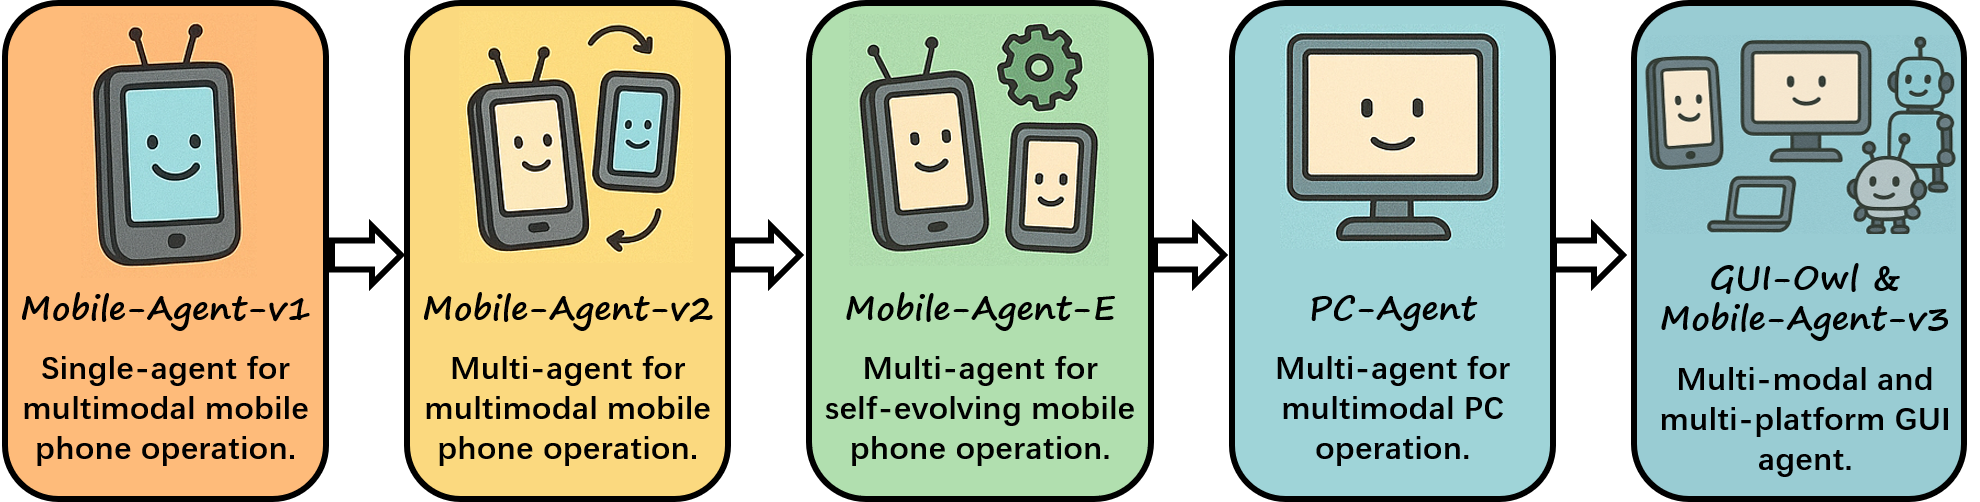 Mobile-Agent-v1
Single-agent for
multimodal mobile
phone operation.
Mobile-Agent-v2
Multi-agent for
multimodal mobile
phone operation.
Mobile-Agent-E
Multi-agent for
self-evolving mobile
phone operation.
PC-Agent
Multi-agent for
multimodal PC
operation.
GUI-Owl &
Mobile-Agent-v3
Multi-modal and
multi-platform GUI
agent.